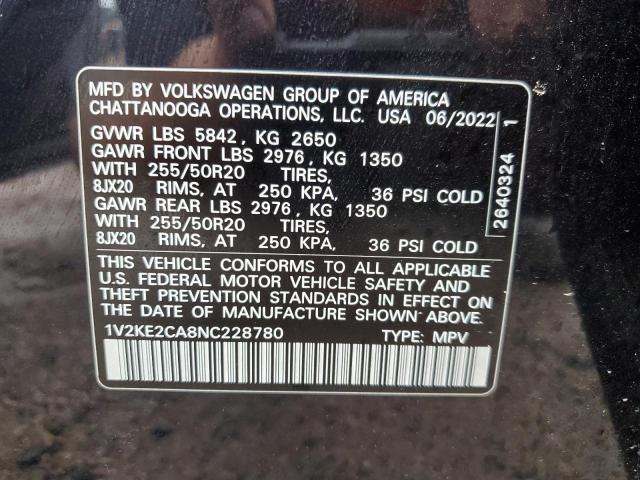 MFD BY VOLKSWAGEN GROUP OF AMERICA
CHATTANOOGA OPERATIONS, LLC. USA 06/2022
GVWR LBS 5842, KG 2650
GAWR FRONT LBS 2976, KG 1350
WITH 255/50R20 TIRES,
8JX20 RIMS, AT 250 KPA, 36 PSI COLD
GAWR REAR LBS 2976, KG 1350
WITH 255/50R20 TIRES,
8JX20 RIMS, AT 250 KPA, 36 PSI COLD
THIS VEHICLE CONFORMS TO ALL APPLICABLE
U.S. FEDERAL MOTOR VEHICLE SAFETY AND
THEFT PREVENTION STANDARDS IN EFFECT ON
THE DATE OF MANUFACTURE SHOWN ABOVE.
1V2KE2CA8NC228780 TYPE: MPV
2640324 1